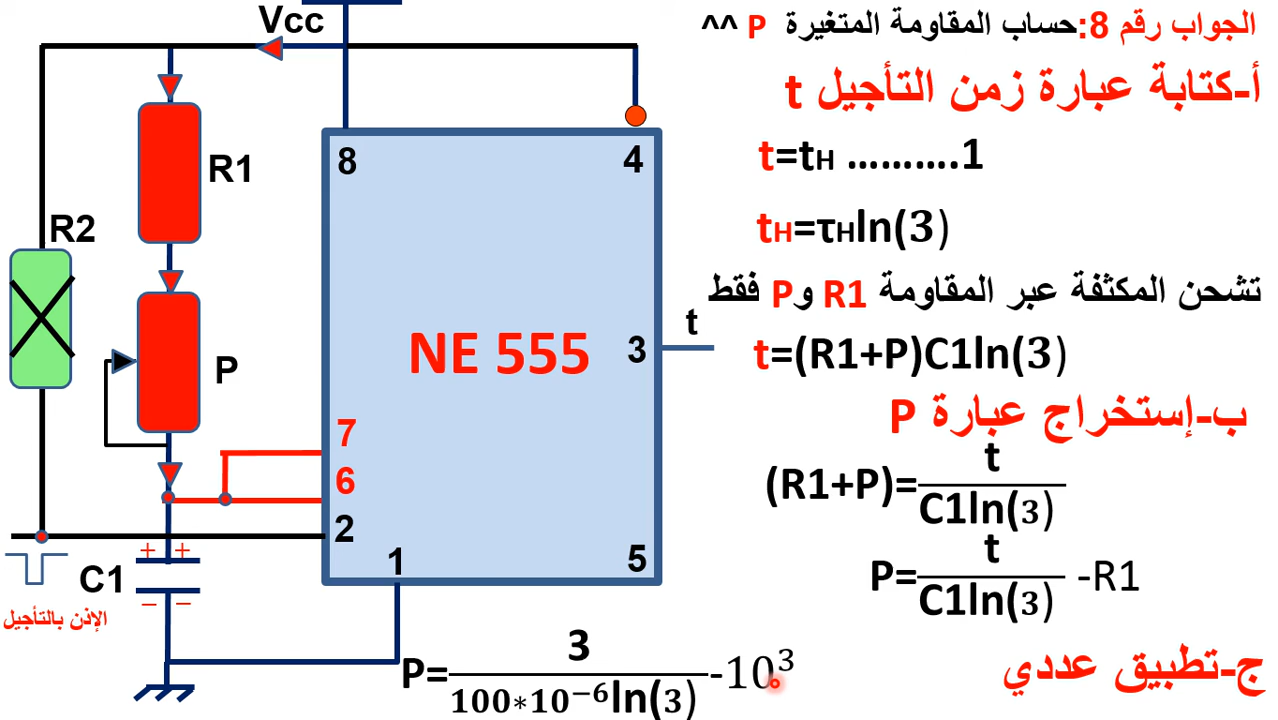 الجواب رقم 8:حساب المقاومة المتغيرة P ^^
أ-كتابة عبارة زمن التأجيل t
t=tH ..........1
tH=τHln(3)
تشحن المكثفة عبر المقاومة R1 وP فقط
t=(R1+P)C1ln(3)
ب-إستخراج عبارة P
(R1+P)=t/C1ln(3)
P=t/C1ln(3) -R1
ج-تطبيق عددي
P=3/100*10⁻⁶ln(3) -10³
Vcc
R1
R2
P
C1
+ +
− −
الإذن بالتأجيل
NE 555
8
4
7
6
2
1
5
3
t